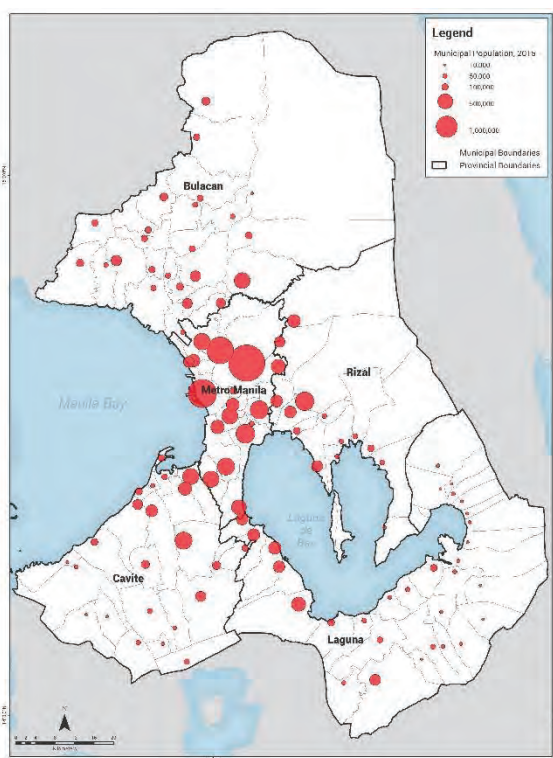 Legend
Municipal Population, 2015
10,000
50,000
100,000
500,000
1,000,000
Municipal Boundaries
Provincial Boundaries
Bulacan
Rizal
Metro Manila
Manila Bay
Laguna
de
Bay
Cavite
Laguna